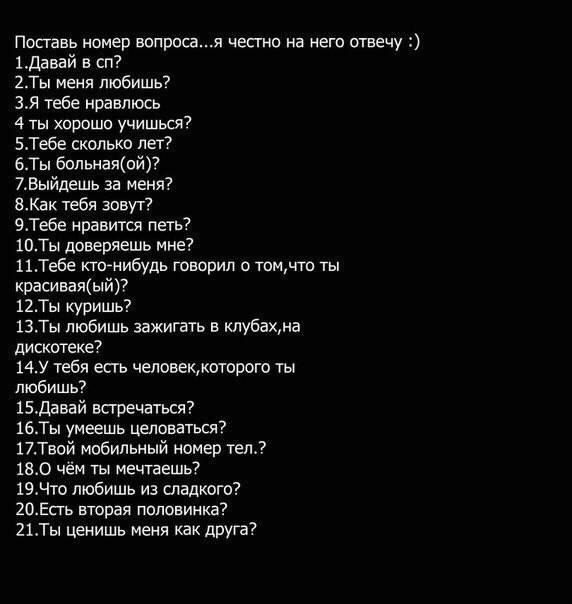 Поставь номер вопроса...я честно на него отвечу :)
1.Давай в сп?
2.Ты меня любишь?
3.Я тебе нравлюсь
4 ты хорошо учишься?
5.Тебе сколько лет?
6.Ты больная(ой)?
7.Выйдешь за меня?
8.Как тебя зовут?
9.Тебе нравится петь?
10.Ты доверяешь мне?
11.Тебе кто-нибудь говорил о том,что ты
красивая(ый)?
12.Ты куришь?
13.Ты любишь зажигать в клубах,на
дискотеке?
14.У тебя есть человек,которого ты
любишь?
15.Давай встречаться?
16.Ты умеешь целоваться?
17.Твой мобильный номер тел.?
18.О чём ты мечтаешь?
19.Что любишь из сладкого?
20.Есть вторая половинка?
21.Ты ценишь меня как друга?